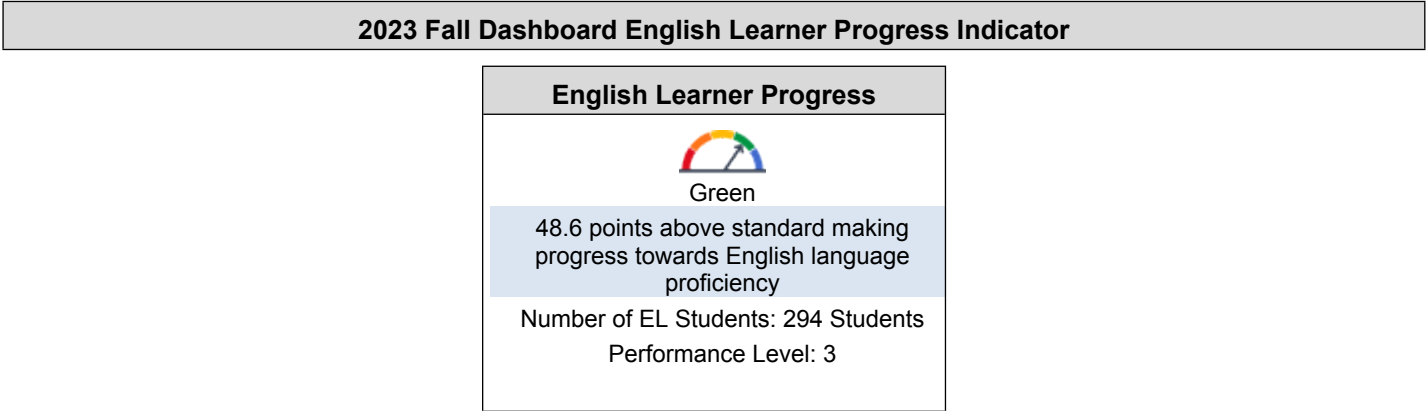 2023 Fall Dashboard English Learner Progress Indicator
English Learner Progress
Green
48.6 points above standard making
progress towards English language
proficiency
Number of EL Students: 294 Students
Performance Level: 3